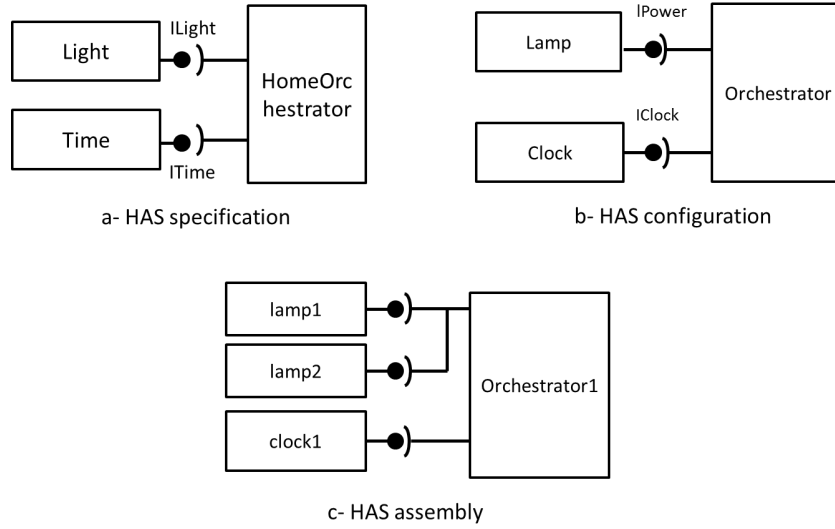 ILight
Light
HomeOrc
hestrator
Time
ITime
a- HAS specification
IPower
Lamp
Orchestrator
IClock
Clock
b- HAS configuration
lamp1
lamp2
Orchestrator1
clock1
c- HAS assembly